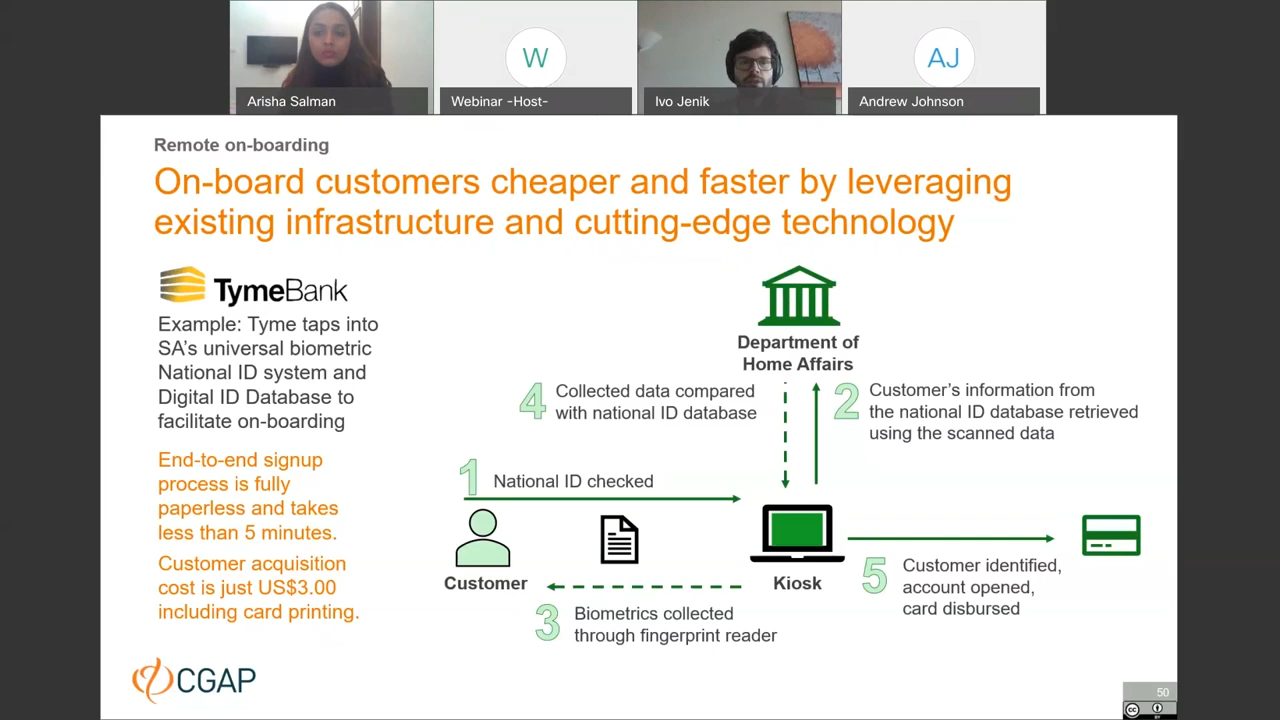 Arisha Salman
W
Webinar -Host-
Ivo Jenik
AJ
Andrew Johnson
Remote on-boarding
On-board customers cheaper and faster by leveraging
existing infrastructure and cutting-edge technology
TymeBank
Example: Tyme taps into
SA’s universal biometric
National ID system and
Digital ID Database to
facilitate on-boarding
End-to-end signup
process is fully
paperless and takes
less than 5 minutes.
Customer acquisition
cost is just US$3.00
including card printing.
Department of
Home Affairs
4
Collected data compared
with national ID database
2
Customer’s information from
the national ID database retrieved
using the scanned data
1
National ID checked
Customer
Kiosk
3
Biometrics collected
through fingerprint reader
5
Customer identified,
account opened,
card disbursed
CGAP
50
cc
BY